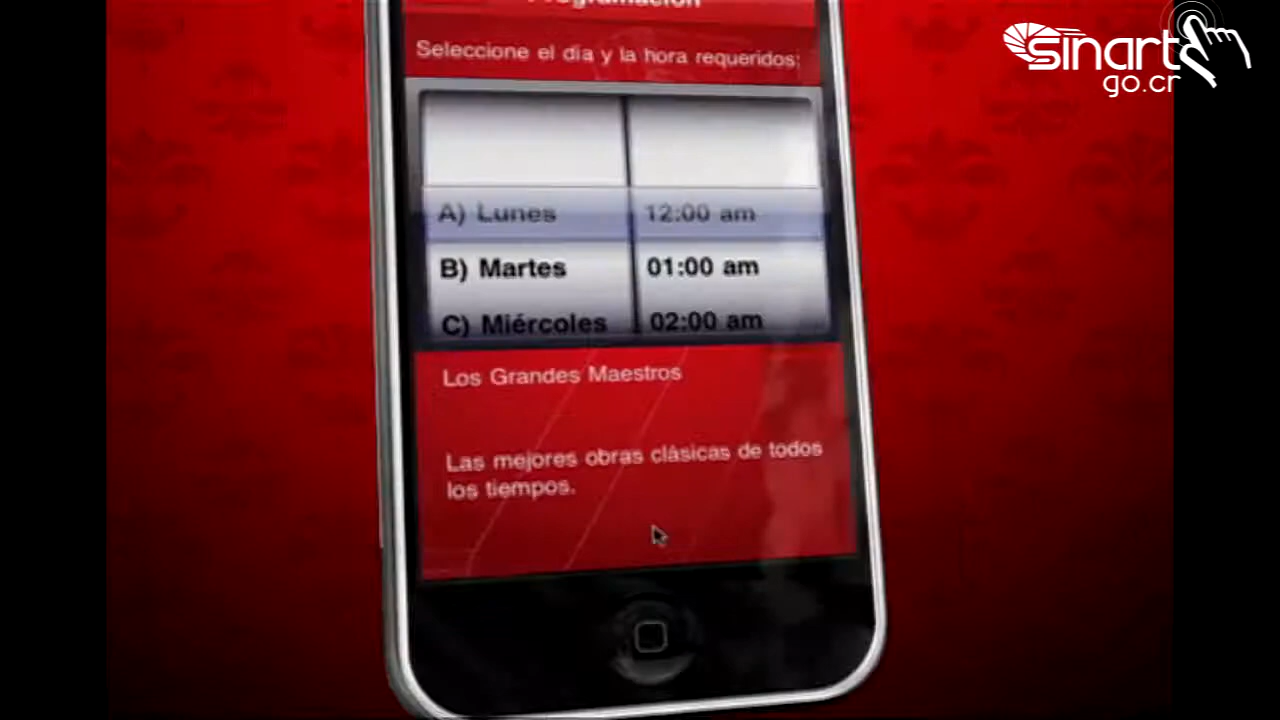 Programación
Seleccione el día y la hora requeridos:
A) Lunes 12:00 am
B) Martes 01:00 am
C) Miércoles 02:00 am
Los Grandes Maestros
Las mejores obras clásicas de todos
los tiempos.
sinart
go.cr